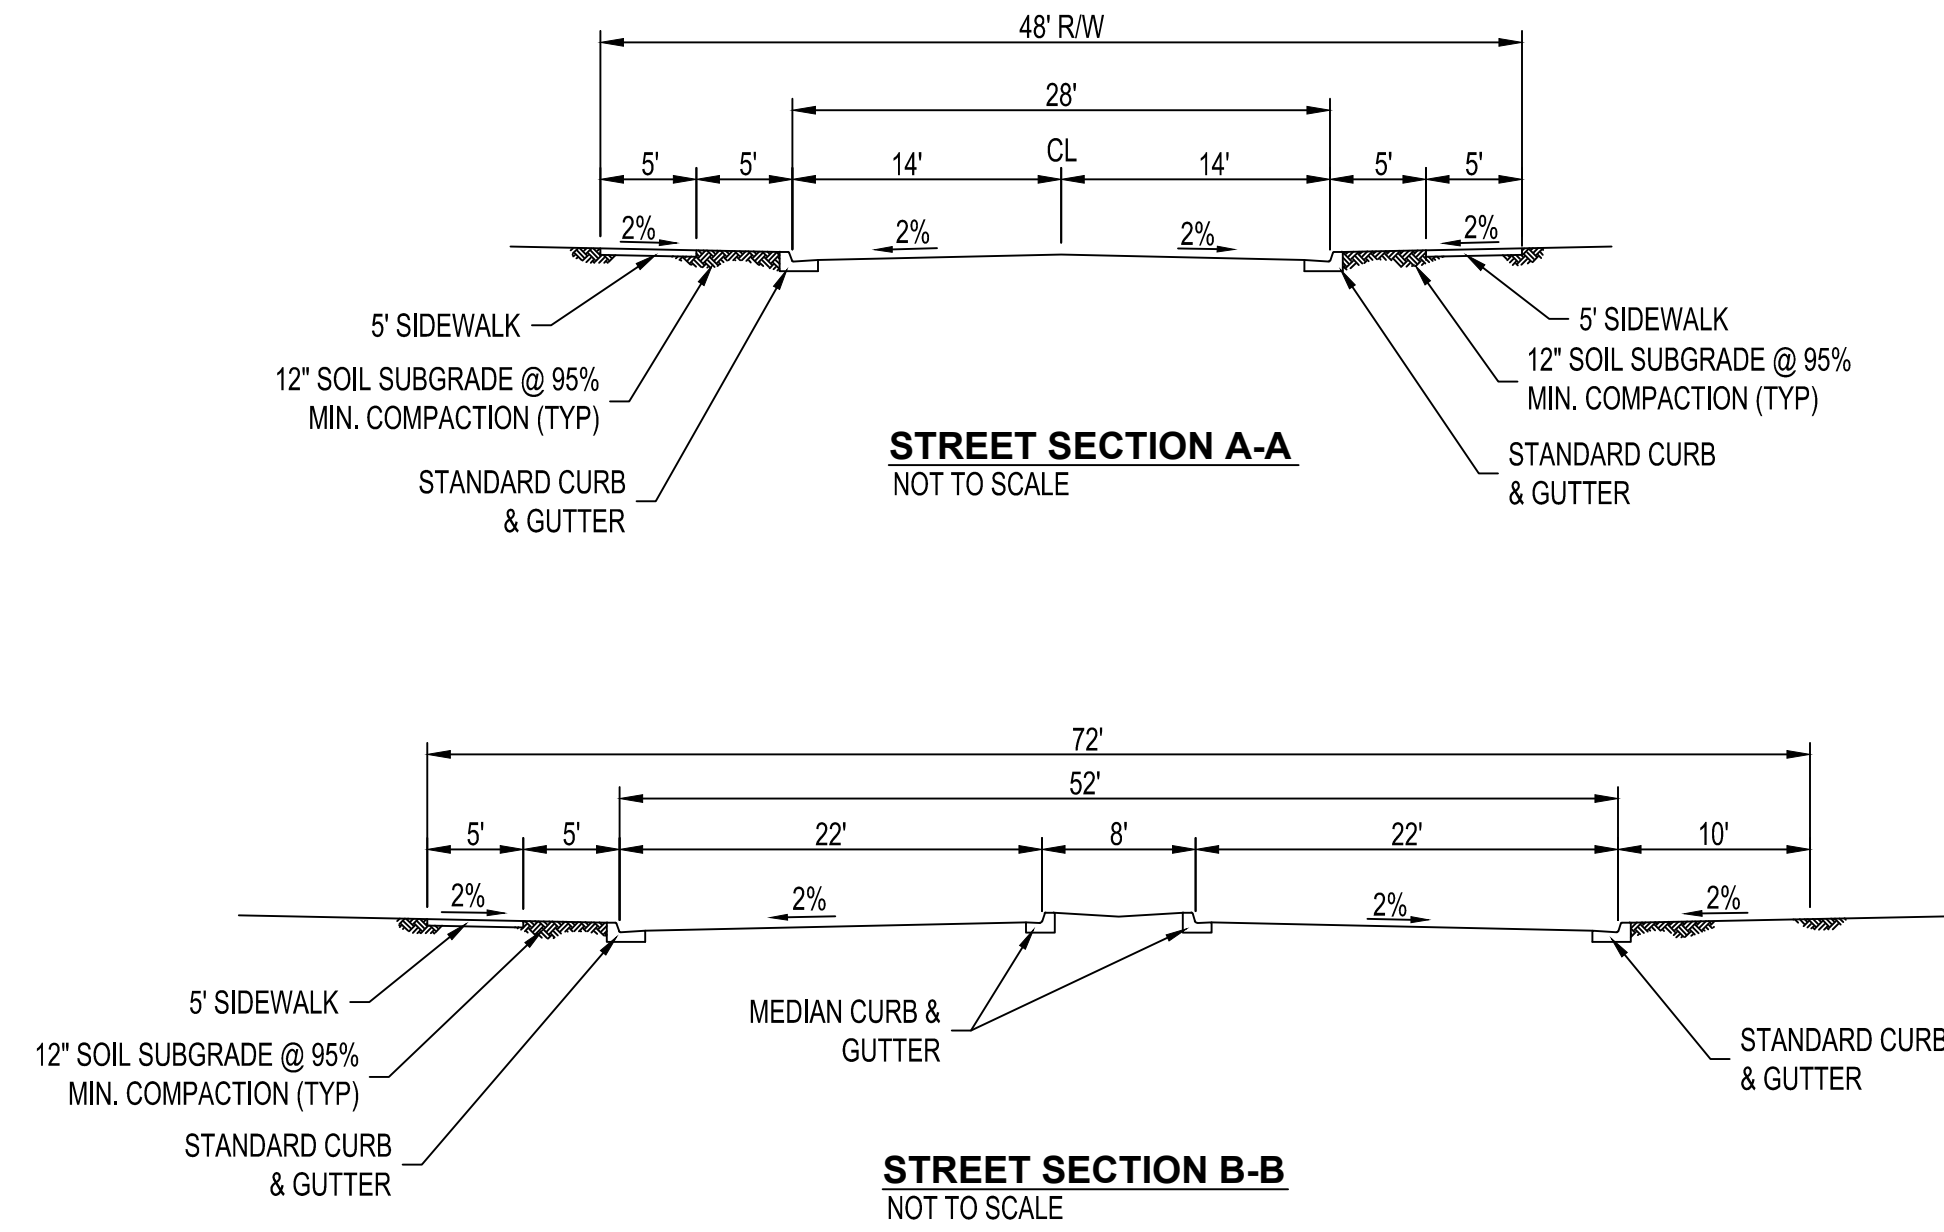 48' R/W
28'
CL
5' 5' 14' 14' 5' 5'
2% 2% 2% 2%
5' SIDEWALK
12" SOIL SUBGRADE @ 95%
MIN. COMPACTION (TYP)
STANDARD CURB
& GUTTER
5' SIDEWALK
12" SOIL SUBGRADE @ 95%
MIN. COMPACTION (TYP)
STANDARD CURB
& GUTTER
STREET SECTION A-A
NOT TO SCALE
72'
52'
5' 5' 22' 8' 22' 10'
2% 2% 2% 2%
5' SIDEWALK
12" SOIL SUBGRADE @ 95%
MIN. COMPACTION (TYP)
STANDARD CURB
& GUTTER
MEDIAN CURB &
GUTTER
STANDARD CURB
& GUTTER
STREET SECTION B-B
NOT TO SCALE